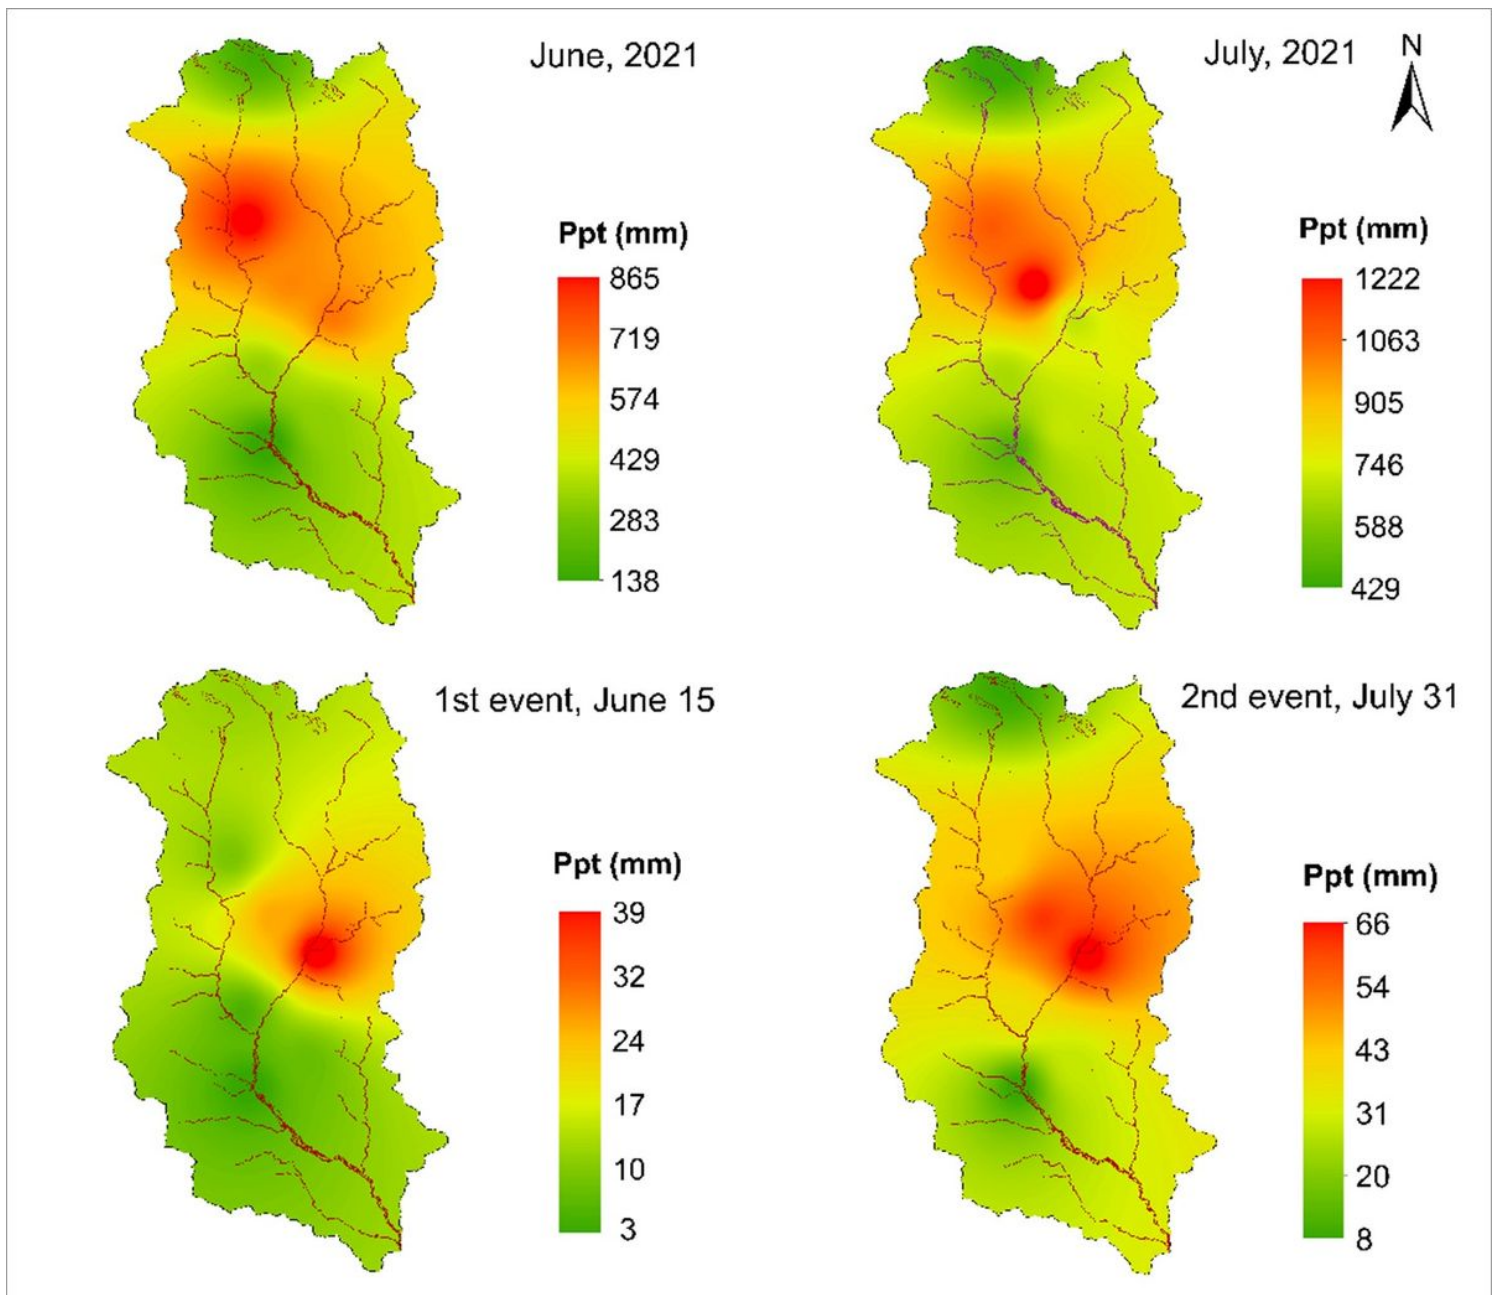 June, 2021
Ppt (mm)
865
719
574
429
283
138
July, 2021
N
Ppt (mm)
1222
1063
905
746
588
429
1st event, June 15
Ppt (mm)
39
32
24
17
10
3
2nd event, July 31
Ppt (mm)
66
54
43
31
20
8